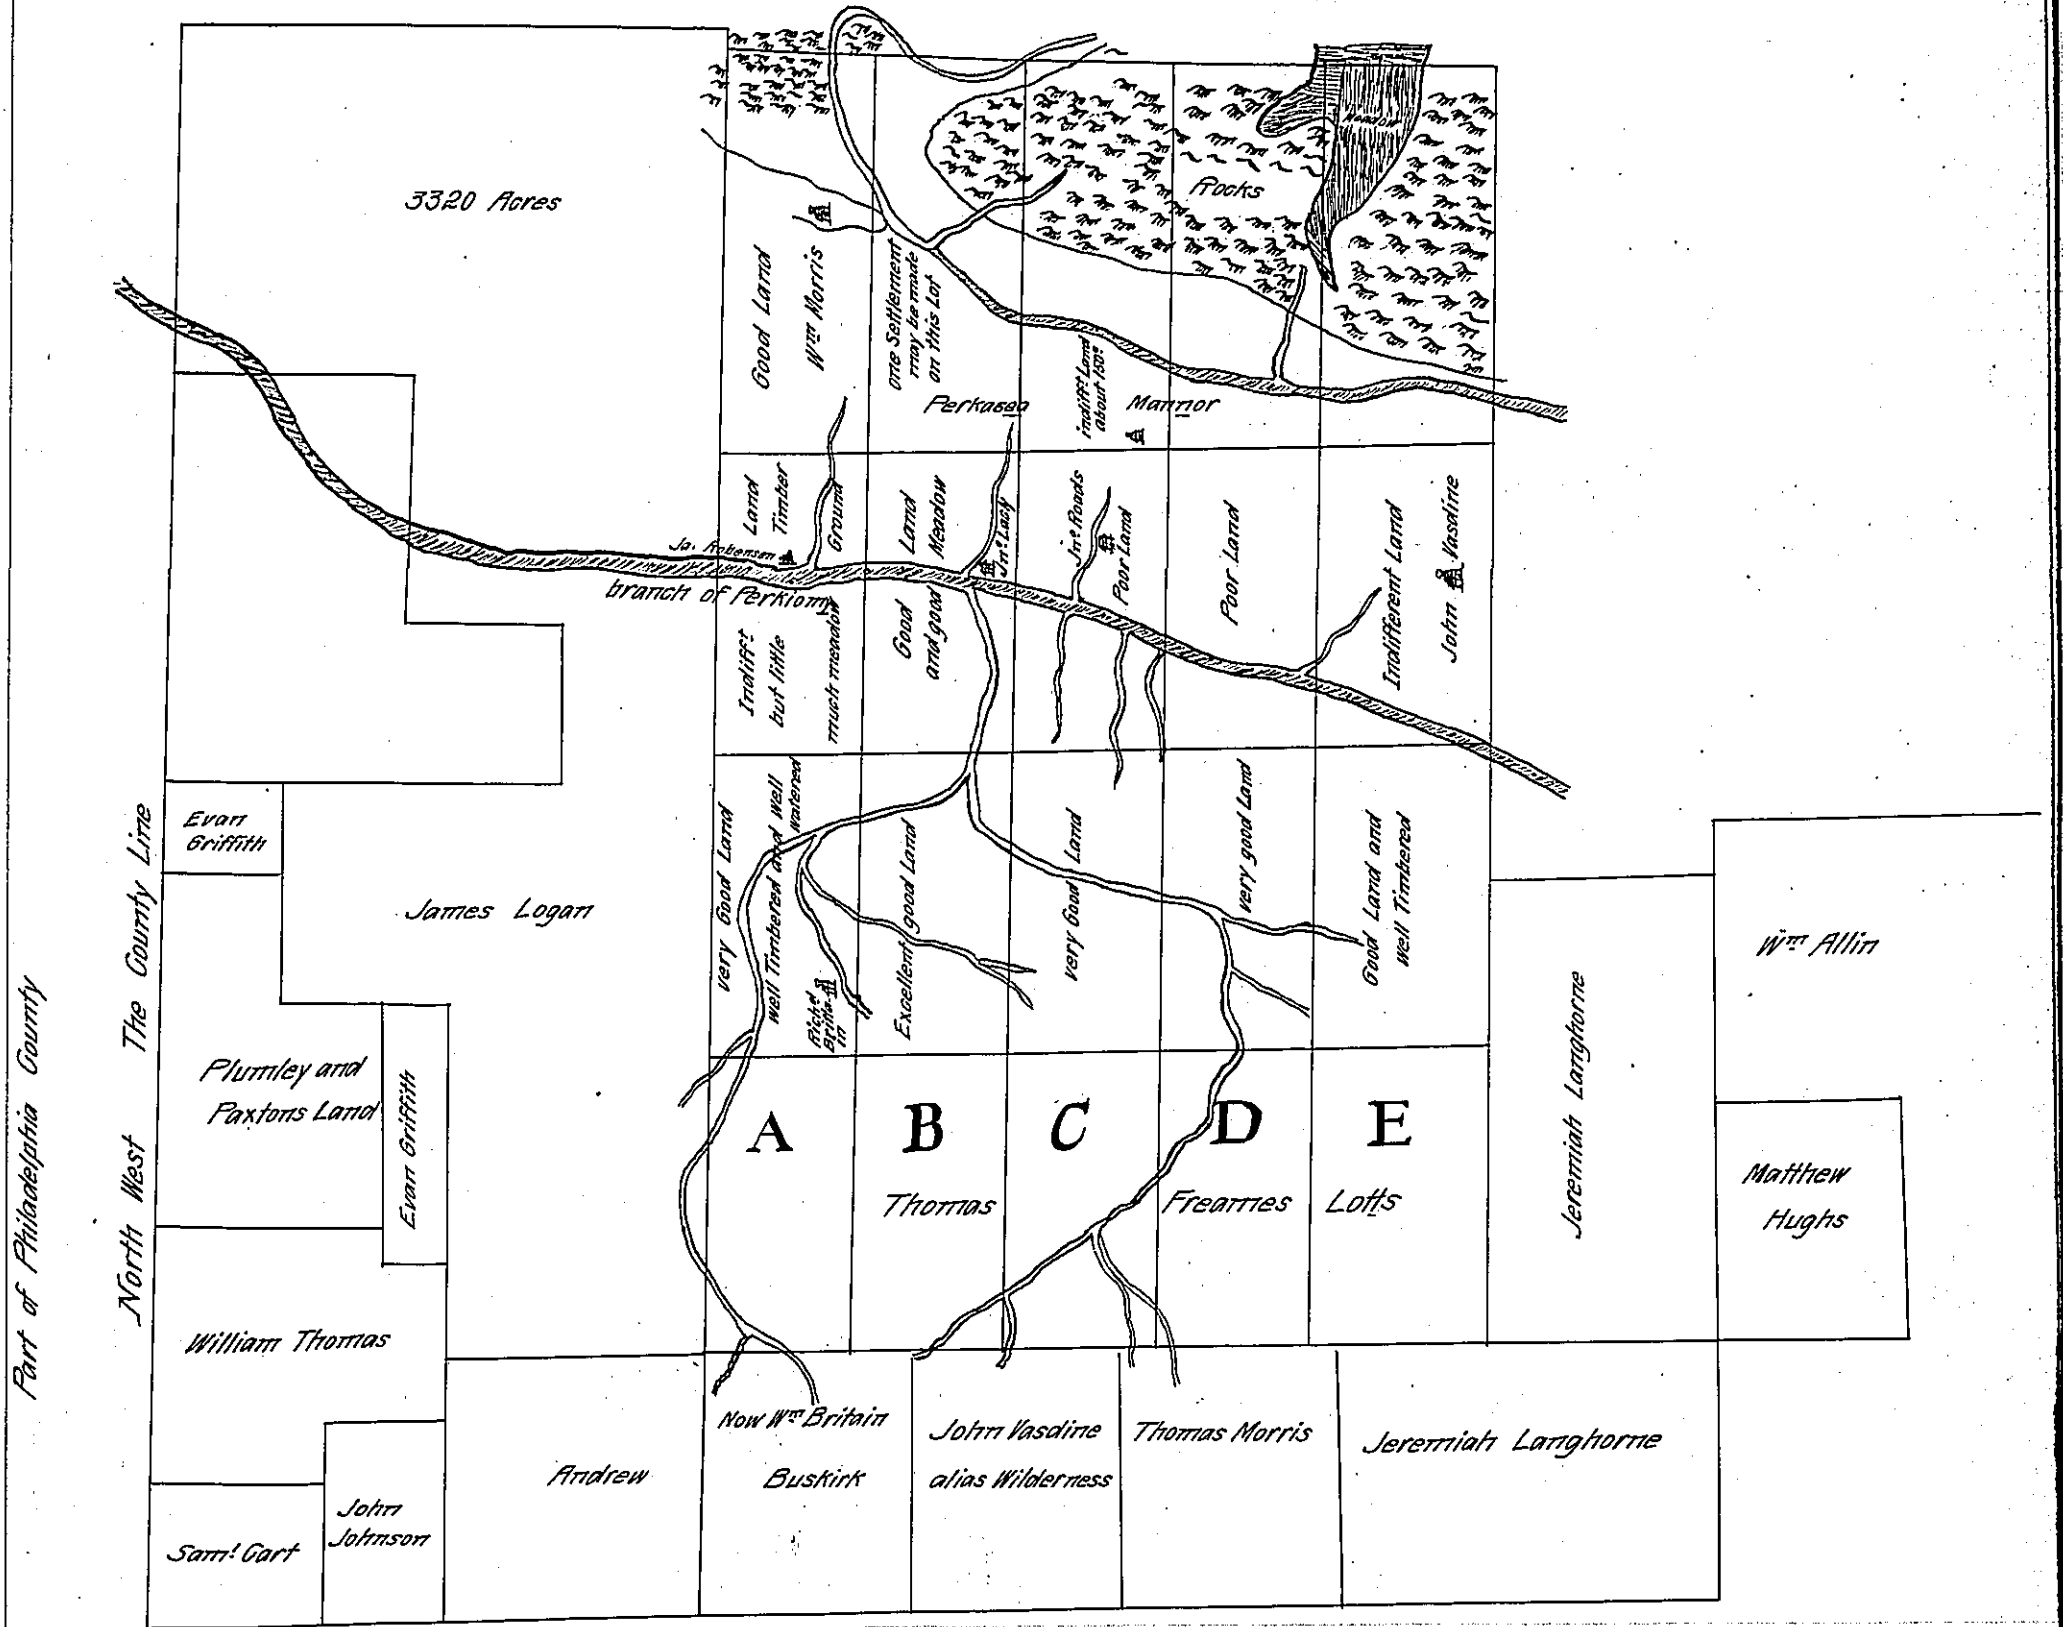 3320 Acres
Meadow
Rocks
Good Land
Wm Morris
one Settlement
may be made
on this Lot
indifft Land
about 150s
Perkasea Mannor
Land
Timber
Ground
Ja. Robenson
Land
Meadow
Jno Lacy
Jno Roads
Poor Land
Poor Land
Indifferent Land
John Vasdine
branch of Perkiomy
Indifft
but little
much meadow
Good
and good
very Good Land
well Timbered and well
watered
Richd
Britta-
in
Excellent good Land
very Good Land
very good Land
Good Land and
well Timbered
Evan
Griffith
James Logan
Wm Allin
Part of Philadelphia County
North West The County Line
Plumley and
Paxtons Land
Evan Griffith
A B C D E
Thomas Freames Lotts
Jeremiah Langhorne
Matthew
Hughs
William Thomas
Now Wm Britain
Andrew Buskirk
John Vasdine
alias Wilderness
Thomas Morris
Jeremiah Langhorne
John
Johnson
Saml Gart